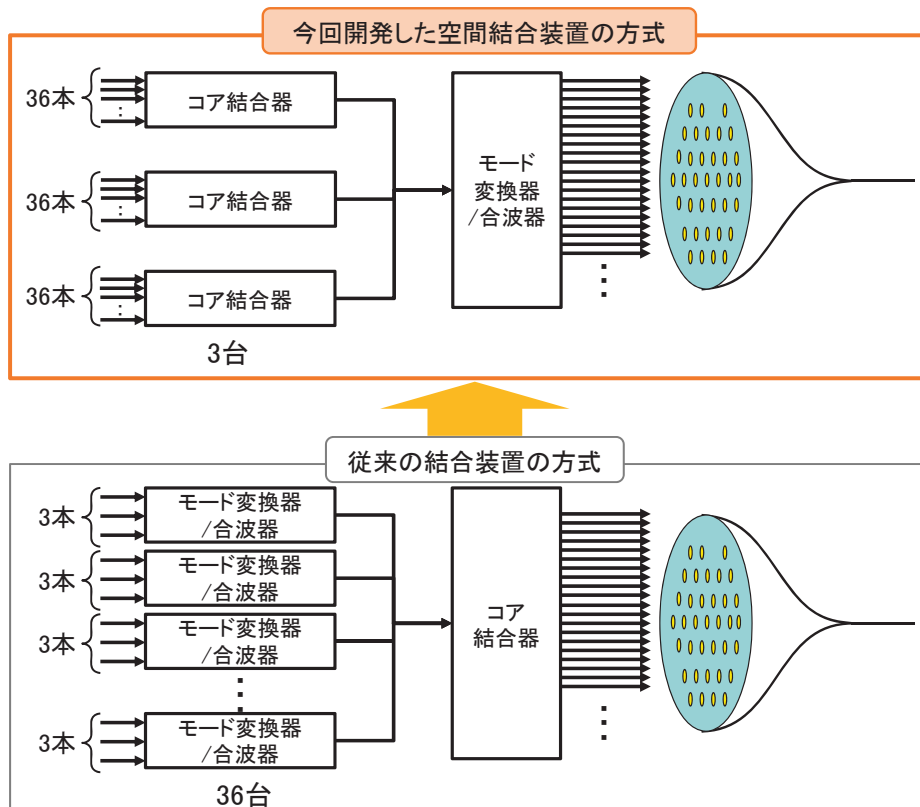 今回開発した空間結合装置の方式
36本
コア結合器
モード
変換器
/合波器
36本
コア結合器
36本
コア結合器
3台
従来の結合装置の方式
3本
モード変換器
/合波器
3本
モード変換器
/合波器
3本
モード変換器
/合波器
コア
結合器
3本
モード変換器
/合波器
36台